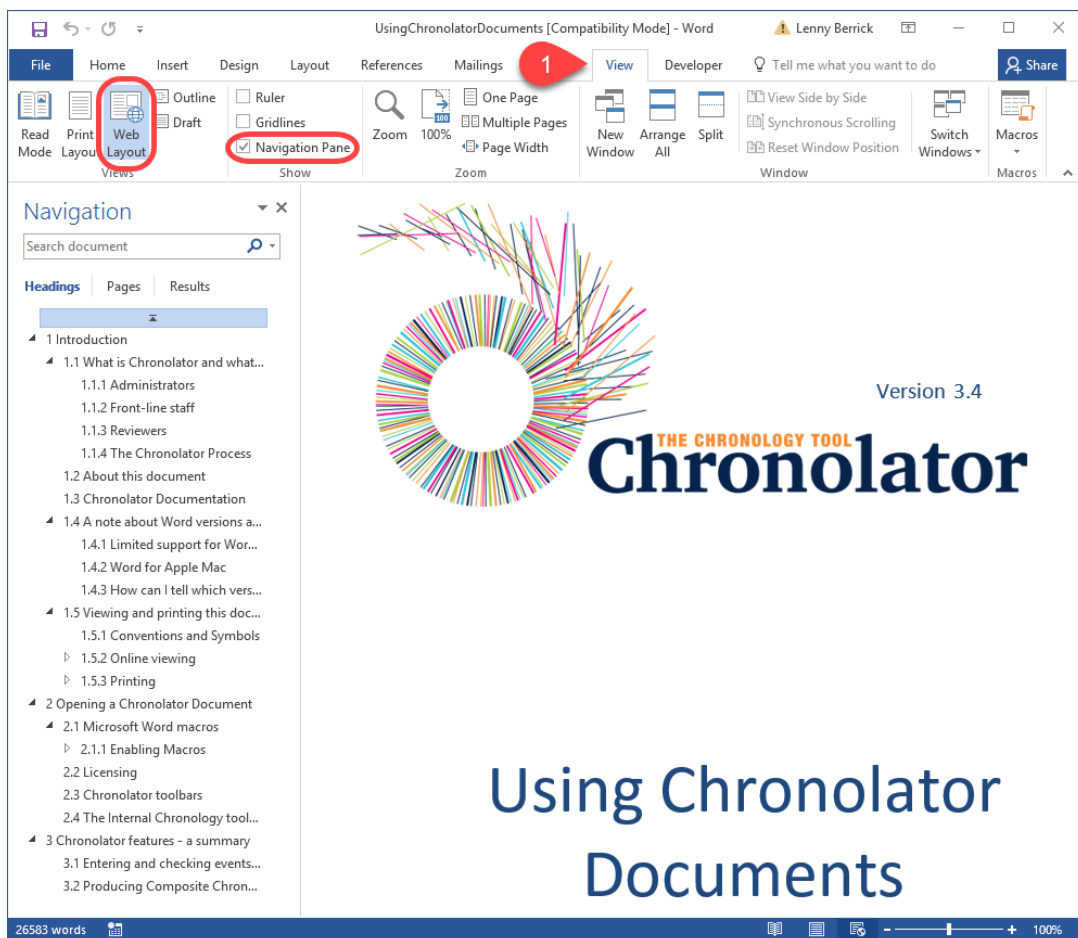 UsingChronolatorDocuments [Compatibility Mode] - Word
Lenny Berrick
File Home Insert Design Layout References Mailings 1 View Developer Tell me what you want to do Share
Read Mode
Print Layout
Web Layout
Outline
Draft
Views
Ruler
Gridlines
Navigation Pane
Show
Zoom
100
100%
One Page
Multiple Pages
Page Width
Zoom
New Window
Arrange All
Split
View Side by Side
Synchronous Scrolling
Reset Window Position
Switch Windows
Window
Macros
Macros
Navigation
Search document
Headings Pages Results
1 Introduction
1.1 What is Chronolator and what...
1.1.1 Administrators
1.1.2 Front-line staff
1.1.3 Reviewers
1.1.4 The Chronolator Process
1.2 About this document
1.3 Chronolator Documentation
1.4 A note about Word versions a...
1.4.1 Limited support for Wor...
1.4.2 Word for Apple Mac
1.4.3 How can I tell which vers...
1.5 Viewing and printing this doc...
1.5.1 Conventions and Symbols
1.5.2 Online viewing
1.5.3 Printing
2 Opening a Chronolator Document
2.1 Microsoft Word macros
2.1.1 Enabling Macros
2.2 Licensing
2.3 Chronolator toolbars
2.4 The Internal Chronology tool...
3 Chronolator features - a summary
3.1 Entering and checking events...
3.2 Producing Composite Chron...
Version 3.4
THE CHRONOLOGY TOOL
Chronolator
Using Chronolator
Documents
26583 words
100%